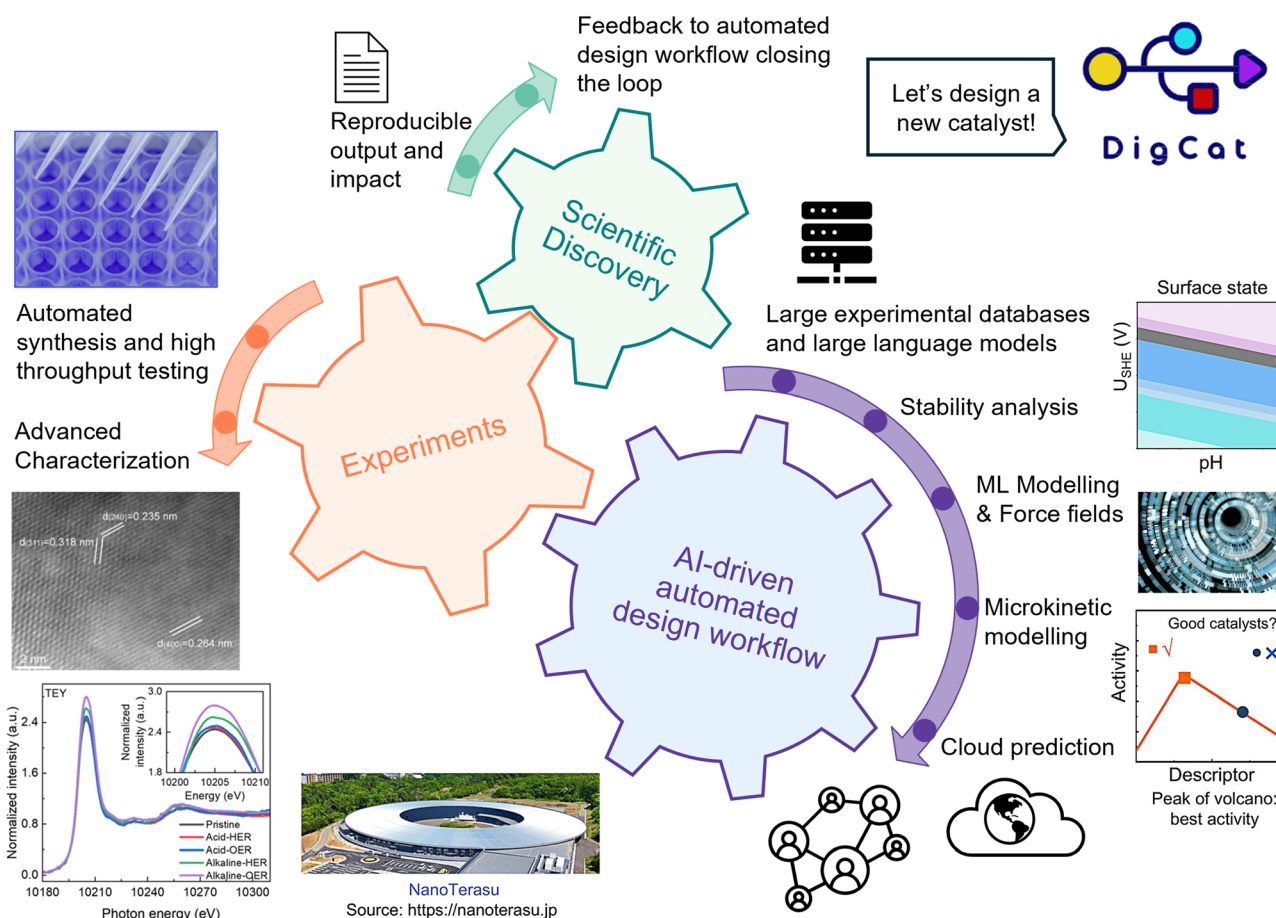 Feedback to automated
design workflow closing
the loop
Reproducible
output and
impact
Let's design a
new catalyst!
DigCat
Scientific
Discovery
Automated
synthesis and high
throughput testing
Advanced
Characterization
Experiments
Large experimental databases
and large language models
Stability analysis
ML Modelling
& Force fields
Microkinetic
modelling
Cloud prediction
AI-driven
automated
design workflow
Surface state
U_SHE (V)
pH
Good catalysts?
√
Activity
Descriptor
Peak of volcano:
best activity
d(240)=0.235 nm
d(311)=0.318 nm
d(400)=0.264 nm
2 nm
TEY
Normalized intensity (a.u.)
2.4
1.6
0.8
0.0
10180 10210 10240 10270 10300
Photon energy (eV)
Normalized
intensity (a.u.)
3.0
2.4
1.8
10200 10205 10210
Energy (eV)
Pristine
Acid-HER
Acid-OER
Alkaline-HER
Alkaline-OER
NanoTerasu
Source: https://nanoterasu.jp